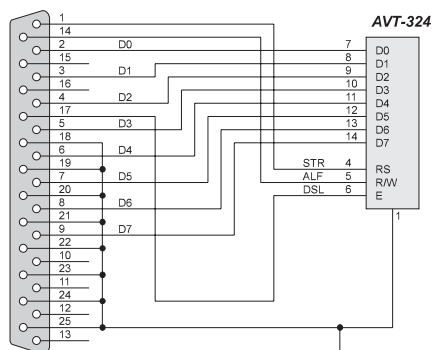 AVT-324
1
14
2 D0 7 D0
15 8 D1
3 D1 9 D2
16 10 D3
4 D2 11 D4
17 12 D5
5 D3 13 D6
18 14 D7
6 D4
19 STR 4 RS
7 D5 ALF 5 R/W
20 DSL 6 E
8 D6
21 1
9 D7
22
10
23
11
24
12
25
13